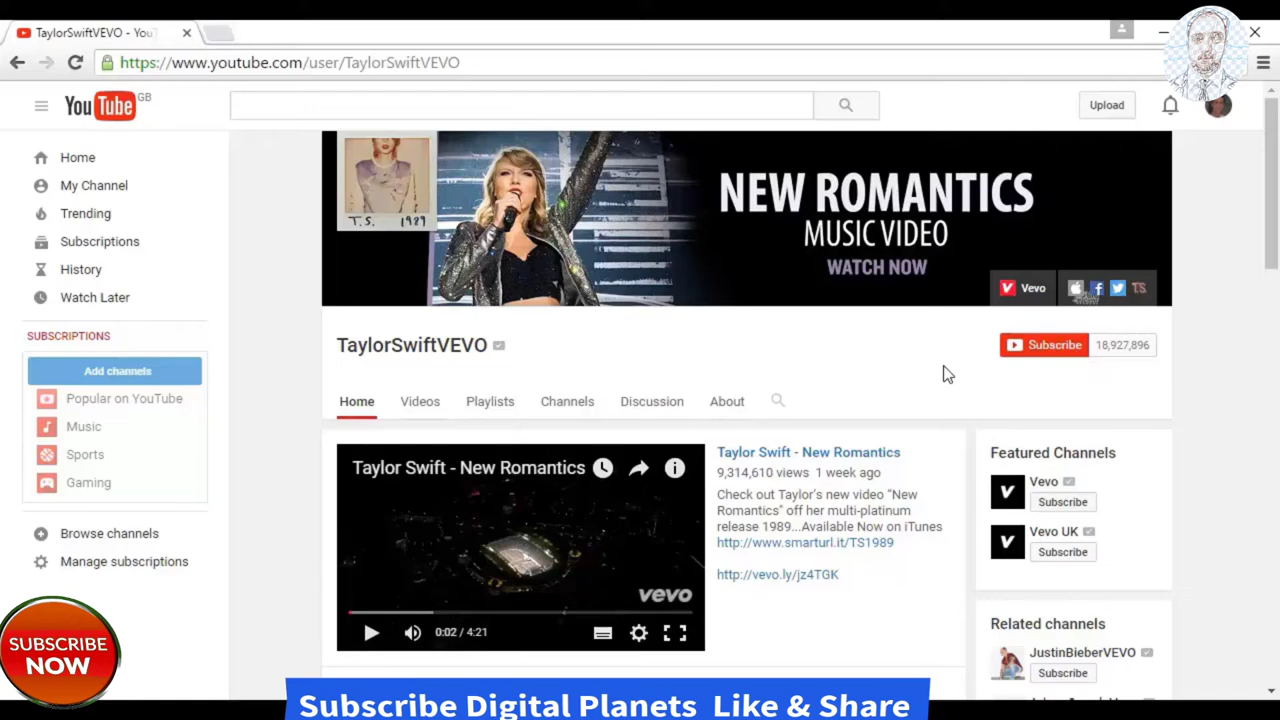 TaylorSwiftVEVO - You
https://www.youtube.com/user/TaylorSwiftVEVO
You Tube GB
Upload
Home
My Channel
Trending
Subscriptions
History
Watch Later
SUBSCRIPTIONS
Add channels
Popular on YouTube
Music
Sports
Gaming
Browse channels
Manage subscriptions
T. S. 1989
NEW ROMANTICS
MUSIC VIDEO
WATCH NOW
Vevo
TS
TaylorSwiftVEVO
Subscribe 18,927,896
Home Videos Playlists Channels Discussion About
Taylor Swift - New Romantics
vevo
0:02 / 4:21
Taylor Swift - New Romantics
9,314,610 views 1 week ago
Check out Taylor's new video "New
Romantics" off her multi-platinum
release 1989...Available Now on iTunes
http://www.smarturl.it/TS1989
http://vevo.ly/jz4TGK
Featured Channels
Vevo
Subscribe
Vevo UK
Subscribe
Related channels
JustinBieberVEVO
Subscribe
SUBSCRIBE
NOW
Subscribe Digital Planets Like & Share